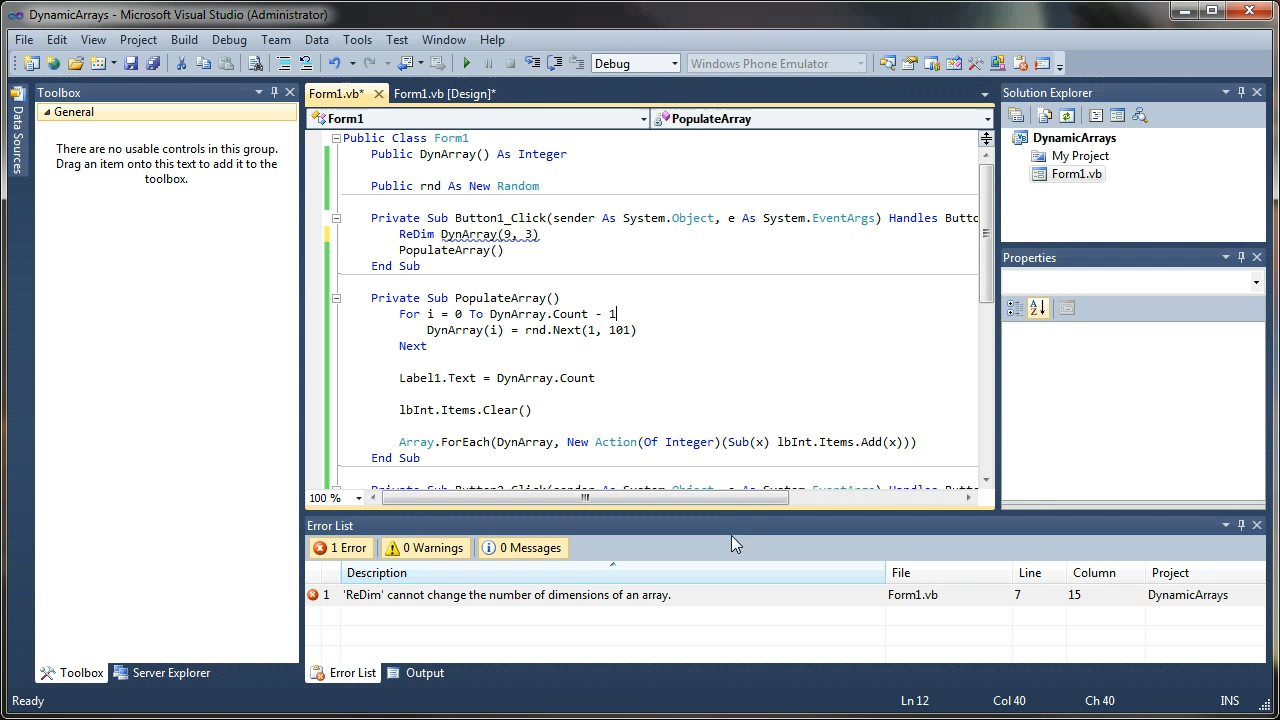 DynamicArrays - Microsoft Visual Studio (Administrator)
File Edit View Project Build Debug Team Data Tools Test Window Help
Debug Windows Phone Emulator
Data Sources
Toolbox
General
There are no usable controls in this group.
Drag an item onto this text to add it to the
toolbox.
Form1.vb* Form1.vb [Design]*
Form1 PopulateArray
Public Class Form1
Public DynArray() As Integer
Public rnd As New Random
Private Sub Button1_Click(sender As System.Object, e As System.EventArgs) Handles Butto
ReDim DynArray(9, 3)
PopulateArray()
End Sub
Private Sub PopulateArray()
For i = 0 To DynArray.Count - 1
DynArray(i) = rnd.Next(1, 101)
Next
Label1.Text = DynArray.Count
lbInt.Items.Clear()
Array.ForEach(DynArray, New Action(Of Integer)(Sub(x) lbInt.Items.Add(x)))
End Sub
100 %
Solution Explorer
DynamicArrays
My Project
Form1.vb
Properties
Error List
1 Error 0 Warnings 0 Messages
Description File Line Column Project
1 'ReDim' cannot change the number of dimensions of an array. Form1.vb 7 15 DynamicArrays
Toolbox Server Explorer
Error List Output
Ready Ln 12 Col 40 Ch 40 INS